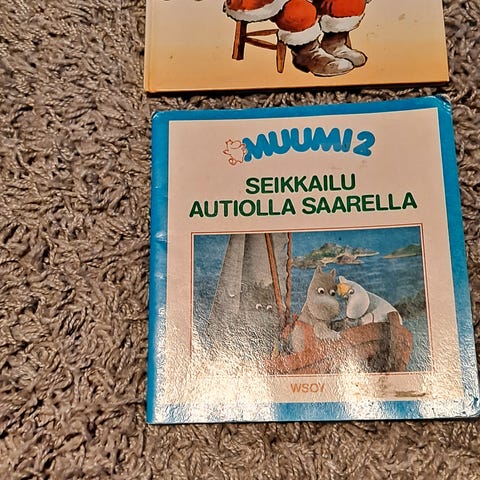 MUUMI 2
SEIKKAILU
AUTIOLLA SAARELLA
WSOY